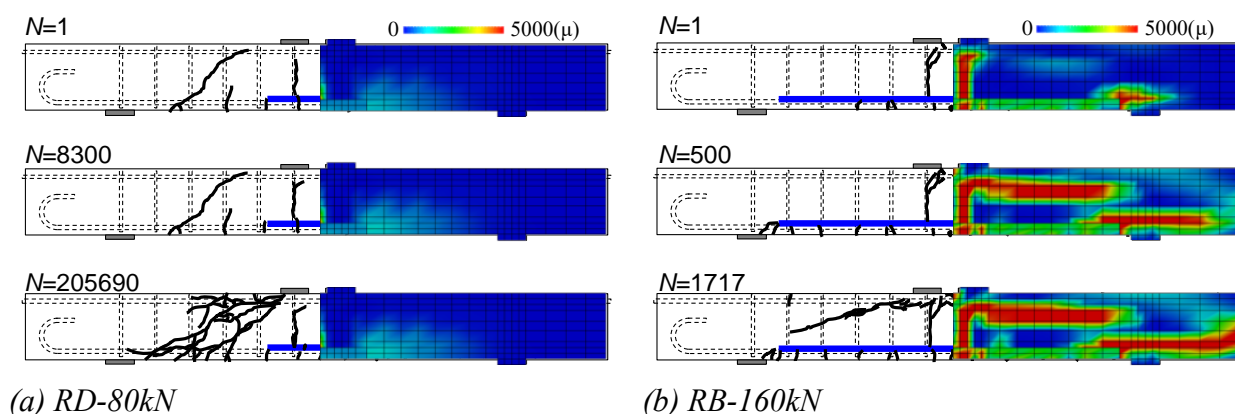 N=1
0 5000(μ)
N=8300
N=205690
(a) RD-80kN
N=1
0 5000(μ)
N=500
N=1717
(b) RB-160kN